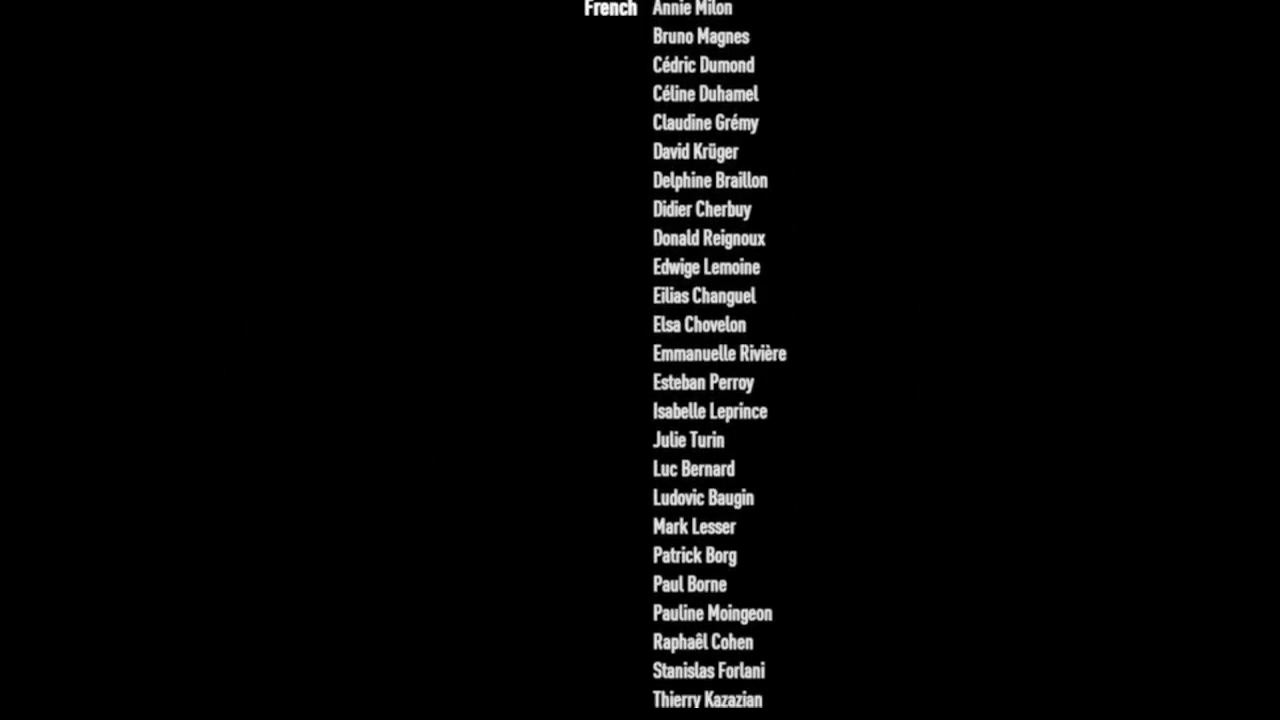 French Annie Milon
Bruno Magnes
Cédric Dumond
Céline Duhamel
Claudine Grémy
David Krüger
Delphine Braillon
Didier Cherbuy
Donald Reignoux
Edwige Lemoine
Eilias Changuel
Elsa Chovelon
Emmanuelle Rivière
Esteban Perroy
Isabelle Leprince
Julie Turin
Luc Bernard
Ludovic Baugin
Mark Lesser
Patrick Borg
Paul Borne
Pauline Moingeon
Raphaêl Cohen
Stanislas Forlani
Thierry Kazazian